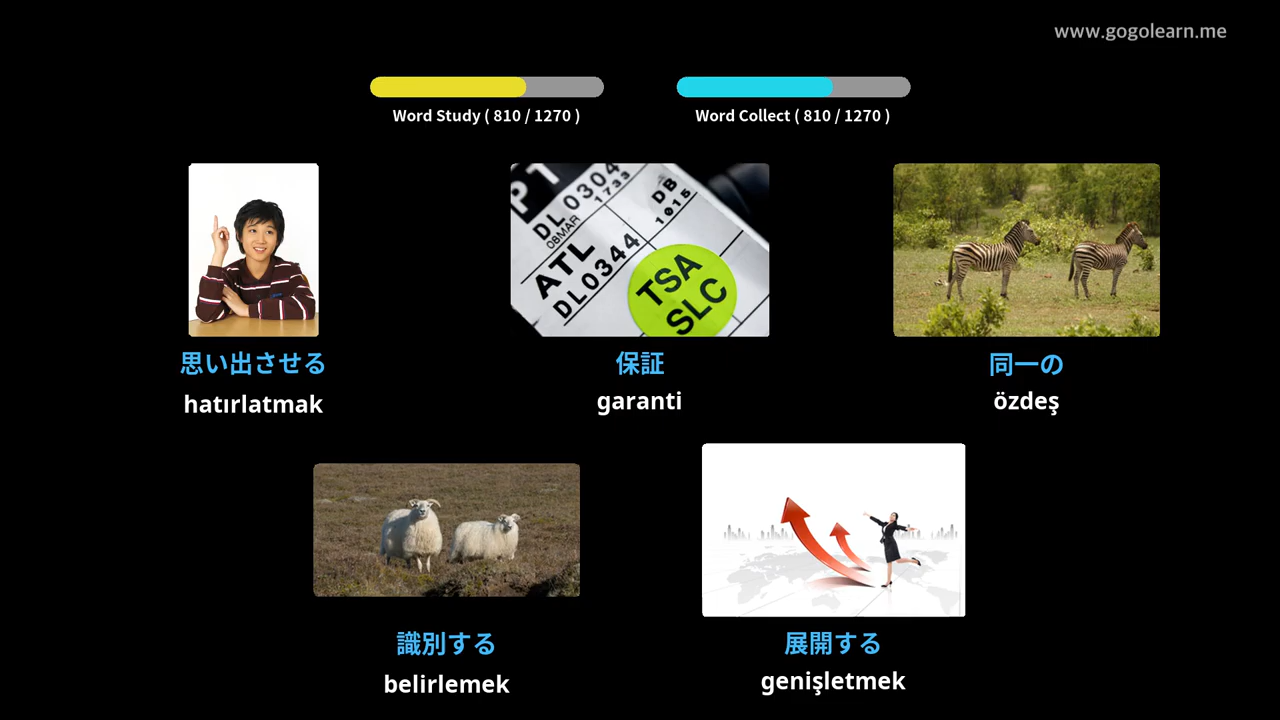 www.gogolearn.me
Word Study ( 810 / 1270 )
Word Collect ( 810 / 1270 )
DL0304
1733
08MAR
DB
1015
ATL
DL0344
TSA
SLC
思い出させる
保証
同一の
hatırlatmak
garanti
özdeş
識別する
展開する
belirlemek
genişletmek